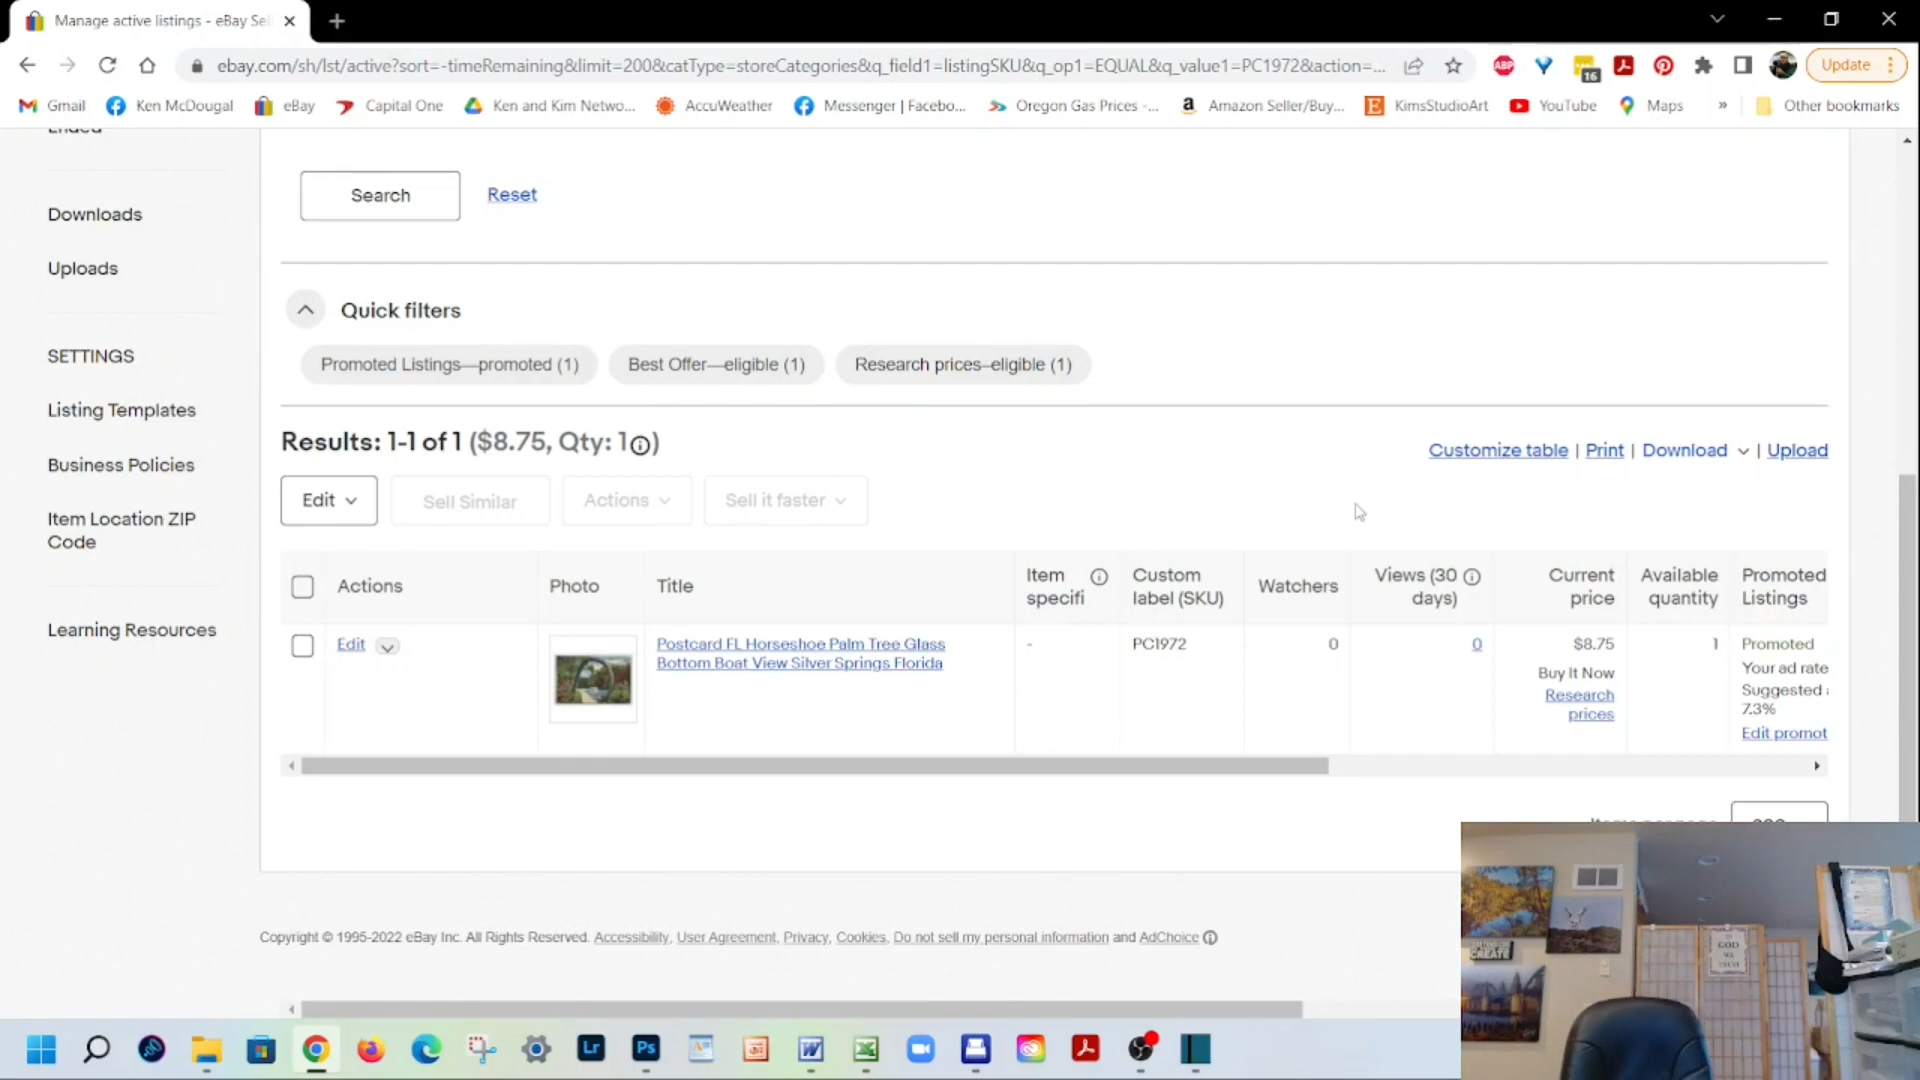 Manage active listings - eBay Sel
ebay.com/sh/lst/active?sort=-timeRemaining&limit=200&catType=storeCategories&q_field1=listingSKU&q_op1=EQUAL&q_value1=PC1972&action=...
ABP
16
Update
Gmail
Ken McDougal
eBay
Capital One
Ken and Kim Netwo...
AccuWeather
Messenger | Facebo...
Oregon Gas Prices -...
Amazon Seller/Buy...
KimsStudioArt
YouTube
Maps
»
Other bookmarks
Ended
Downloads
Uploads
SETTINGS
Listing Templates
Business Policies
Item Location ZIP
Code
Learning Resources
Search
Reset
Quick filters
Promoted Listings—promoted (1)
Best Offer—eligible (1)
Research prices–eligible (1)
Results: 1-1 of 1 ($8.75, Qty: 1)
Customize table | Print | Download | Upload
Edit
Sell Similar
Actions
Sell it faster
Actions
Photo
Title
Item
specifi
Custom
label (SKU)
Watchers
Views (30
days)
Current
price
Available
quantity
Promoted
Listings
Edit
Postcard FL Horseshoe Palm Tree Glass
Bottom Boat View Silver Springs Florida
-
PC1972
0
0
$8.75
Buy It Now
Research
prices
1
Promoted
Your ad rate
Suggested
7.3%
Edit promot
Copyright © 1995-2022 eBay Inc. All Rights Reserved. Accessibility, User Agreement, Privacy, Cookies, Do not sell my personal information and AdChoice
CREATE
GOD
WE
Lr
Ps